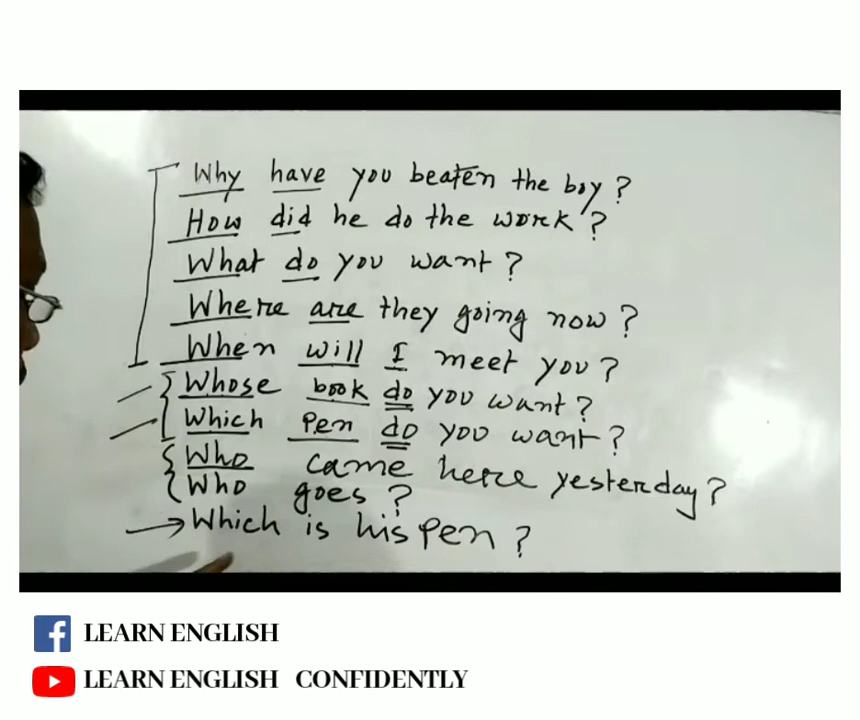 Why have you beaten the boy?
How did he do the work?
What do you want?
Where are they going now?
When will I meet you?
Whose book do you want?
Which pen do you want?
Who came here yesterday?
Who goes?
Which is his pen?
LEARN ENGLISH
LEARN ENGLISH CONFIDENTLY